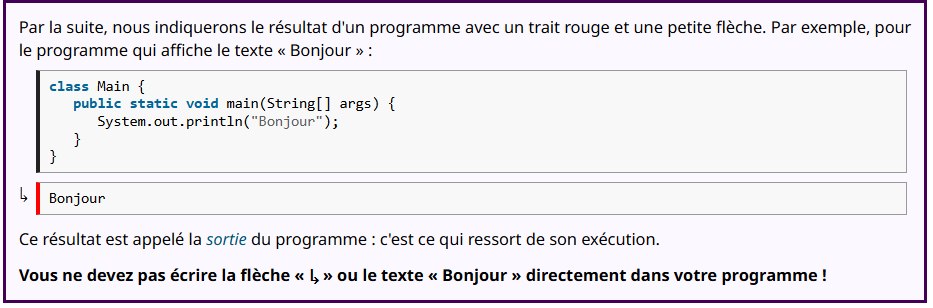 Par la suite, nous indiquerons le résultat d'un programme avec un trait rouge et une petite flèche. Par exemple, pour
le programme qui affiche le texte « Bonjour » :
class Main {
   public static void main(String[] args) {
      System.out.println("Bonjour");
   }
}
↳ Bonjour
Ce résultat est appelé la sortie du programme : c'est ce qui ressort de son exécution.
Vous ne devez pas écrire la flèche « ↳ » ou le texte « Bonjour » directement dans votre programme !